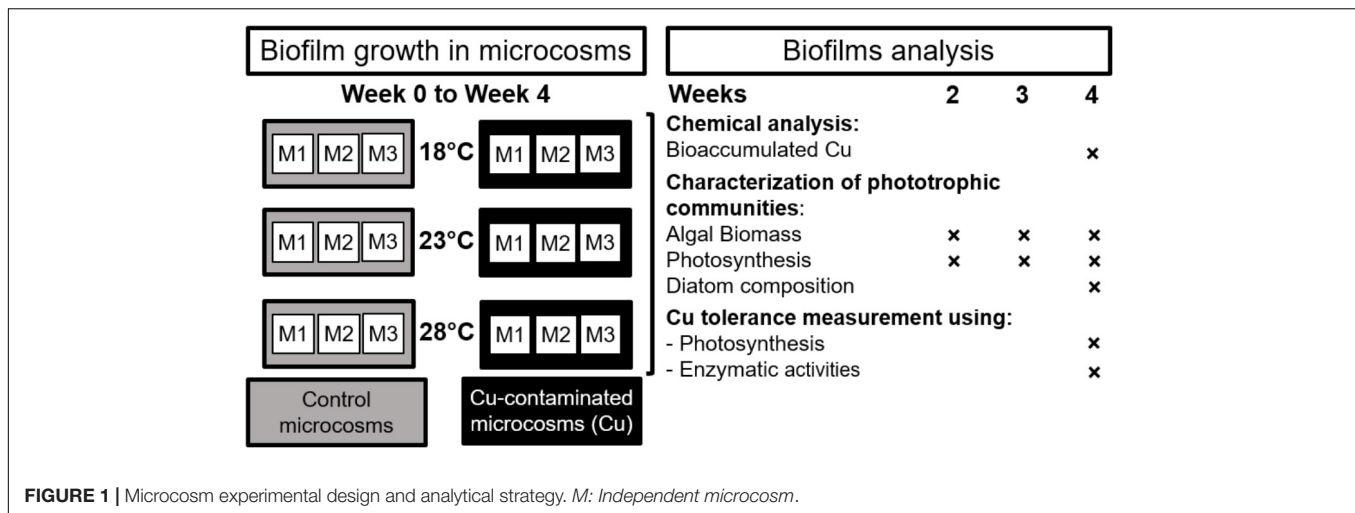 Biofilm growth in microcosms
Week 0 to Week 4
M1 M2 M3 18°C M1 M2 M3
M1 M2 M3 23°C M1 M2 M3
M1 M2 M3 28°C M1 M2 M3
Control
microcosms
Cu-contaminated
microcosms (Cu)
Biofilms analysis
Weeks 2 3 4
Chemical analysis:
Bioaccumulated Cu ×
Characterization of phototrophic
communities:
Algal Biomass × × ×
Photosynthesis × × ×
Diatom composition ×
Cu tolerance measurement using:
- Photosynthesis ×
- Enzymatic activities ×
FIGURE 1 | Microcosm experimental design and analytical strategy. M: Independent microcosm.